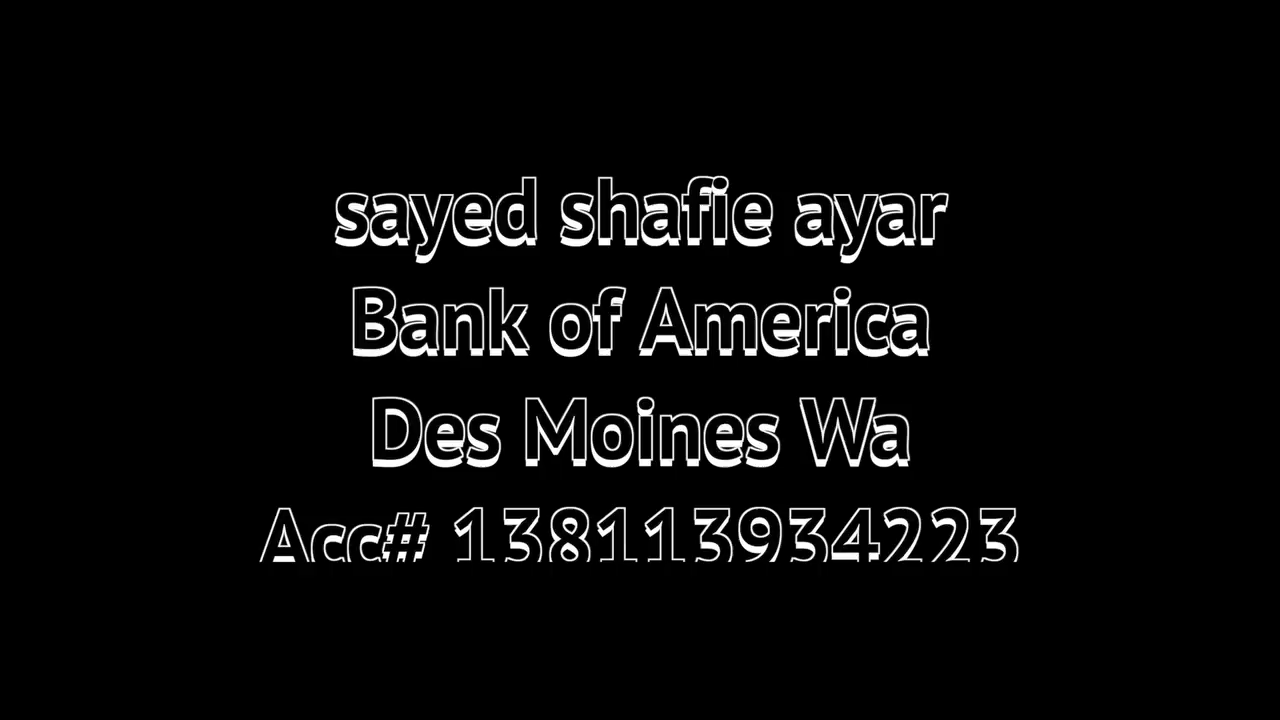 sayed shafie ayar
Bank of America
Des Moines Wa
Acc# 138113934223